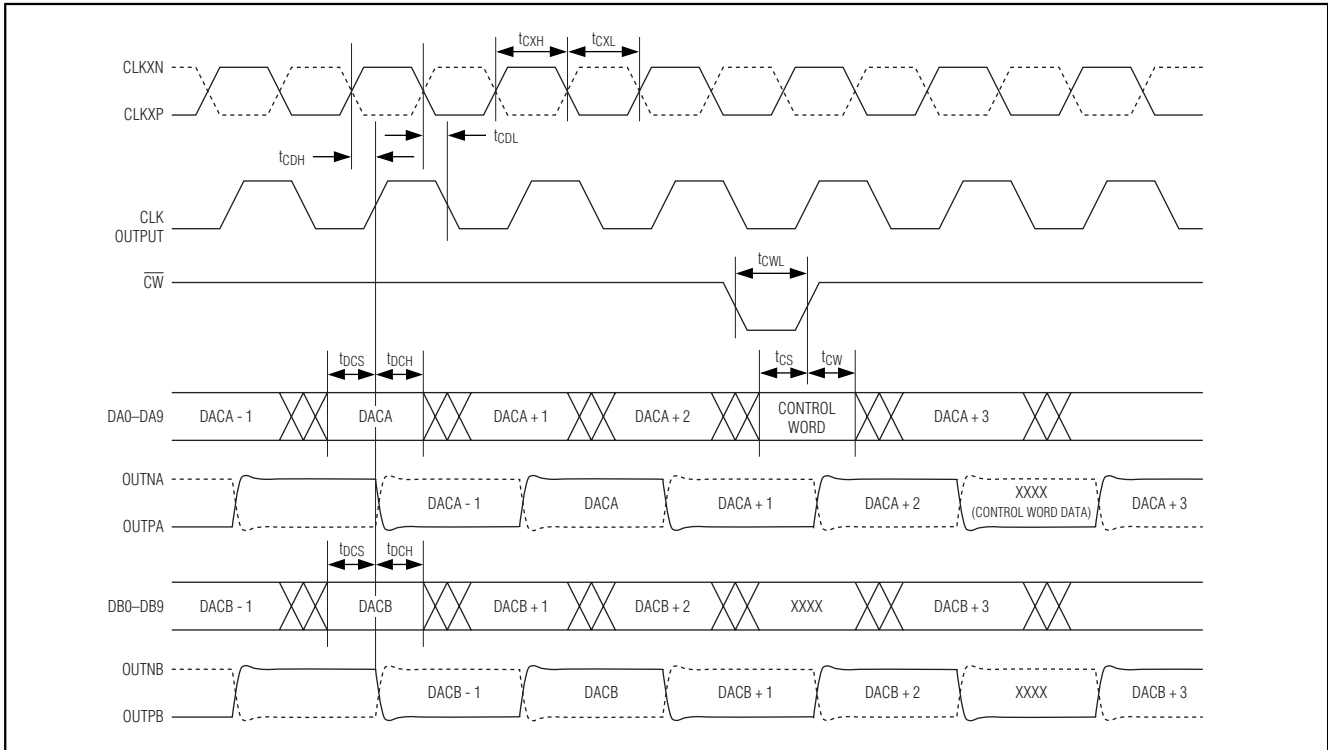 tCXH tCXL
CLKXN
CLKXP
tCDL
tCDH
CLK
OUTPUT
tCWL
CW
tDCS tDCH tCS tCW
DA0–DA9 DACA - 1 DACA DACA + 1 DACA + 2 CONTROL WORD DACA + 3
OUTNA
OUTPA
DACA - 1 DACA DACA + 1 DACA + 2 XXXX (CONTROL WORD DATA) DACA + 3
tDCS tDCH
DB0–DB9 DACB - 1 DACB DACB + 1 DACB + 2 XXXX DACB + 3
OUTNB
OUTPB
DACB - 1 DACB DACB + 1 DACB + 2 XXXX DACB + 3